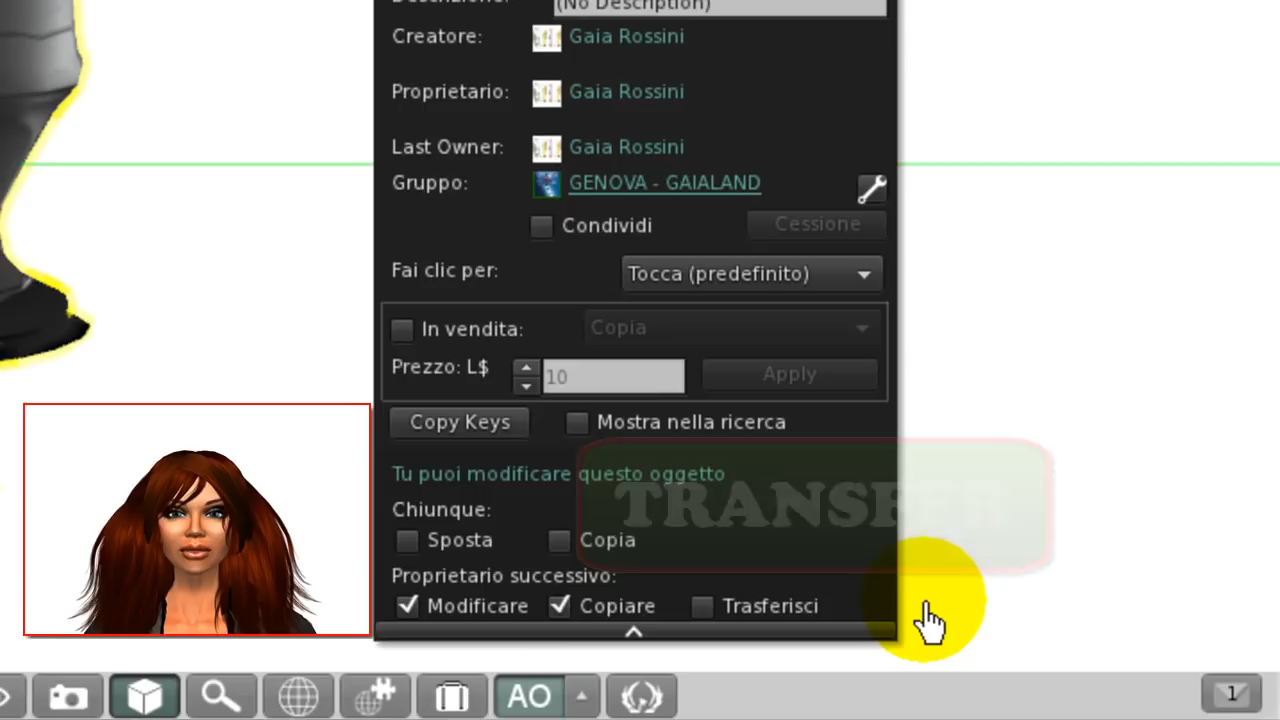 (No Description)
Creatore: Gaia Rossini
Proprietario: Gaia Rossini
Last Owner: Gaia Rossini
Gruppo: GENOVA - GAIALAND
Condividi Cessione
Fai clic per: Tocca (predefinito)
In vendita: Copia
Prezzo: L$ 10 Apply
Copy Keys Mostra nella ricerca
Tu puoi modificare questo oggetto
TRANSFER
Chiunque:
Sposta Copia
Proprietario successivo:
Modificare Copiare Trasferisci
AO 1